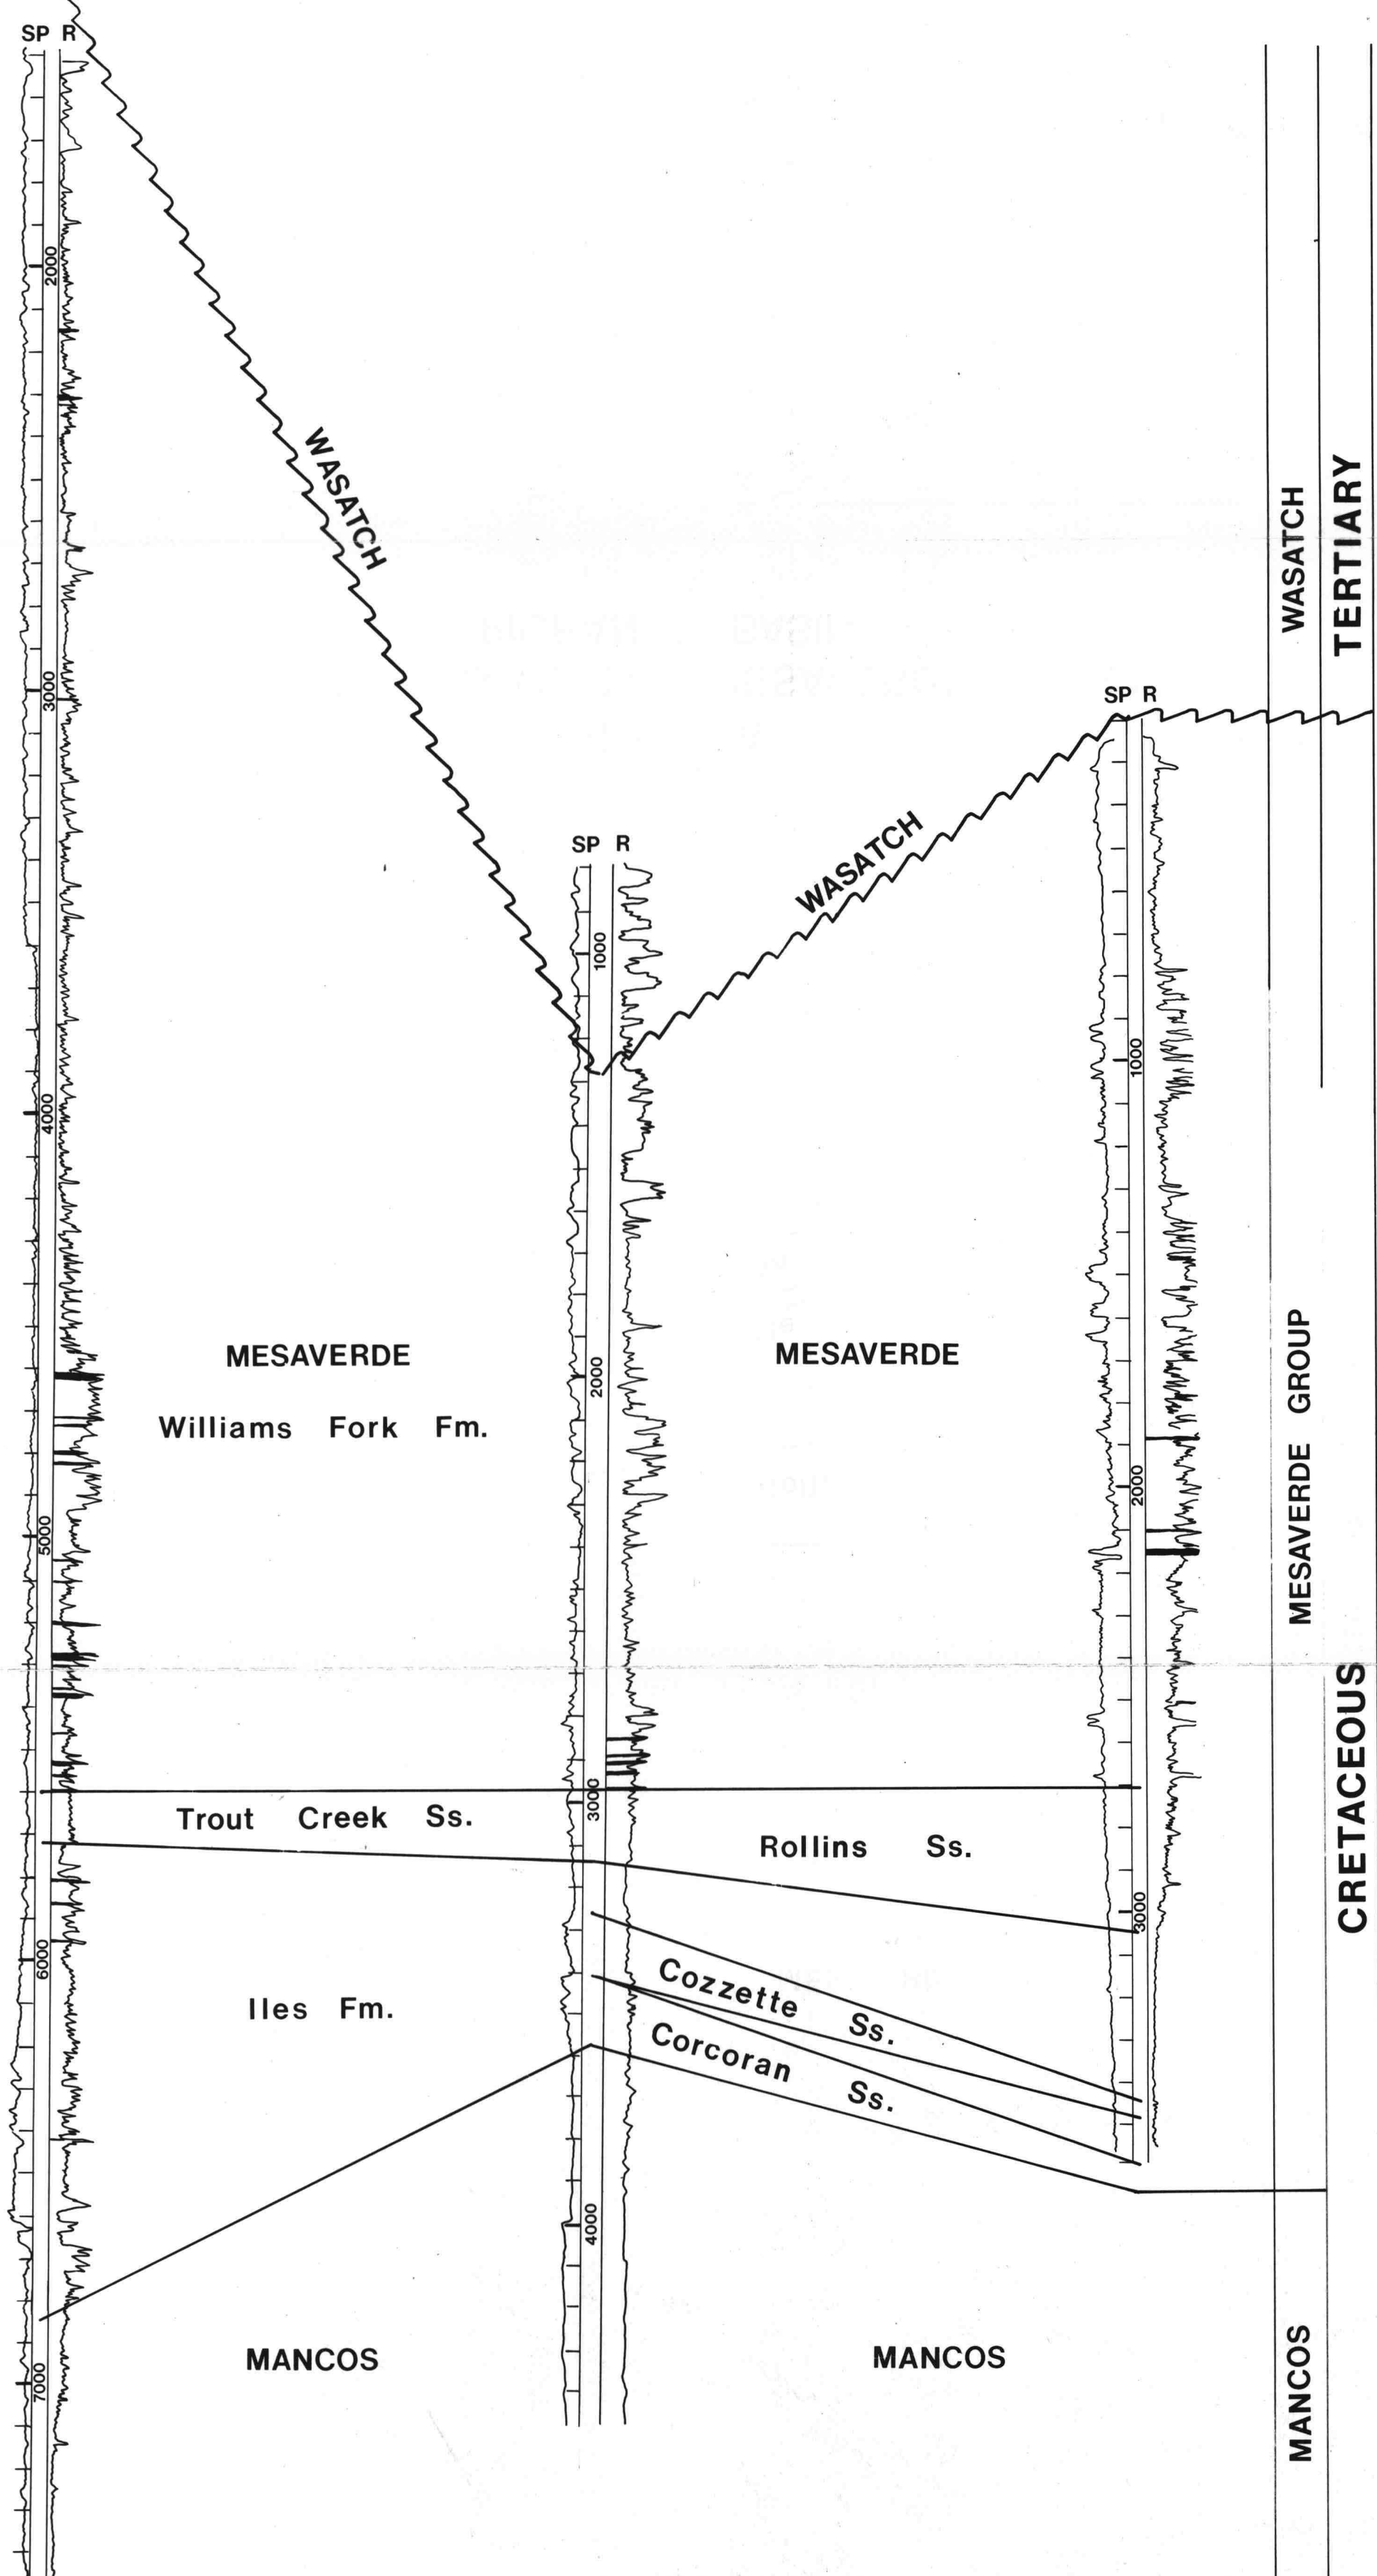 SP R
2000
3000
4000
5000
6000
7000
WASATCH
MESAVERDE
Williams Fork Fm.
Trout Creek Ss.
Iles Fm.
MANCOS
SP R
1000
2000
3000
4000
WASATCH
MESAVERDE
Rollins Ss.
Cozzette Ss.
Corcoran Ss.
MANCOS
SP R
1000
2000
3000
WASATCH
MESAVERDE GROUP
MANCOS
TERTIARY
CRETACEOUS